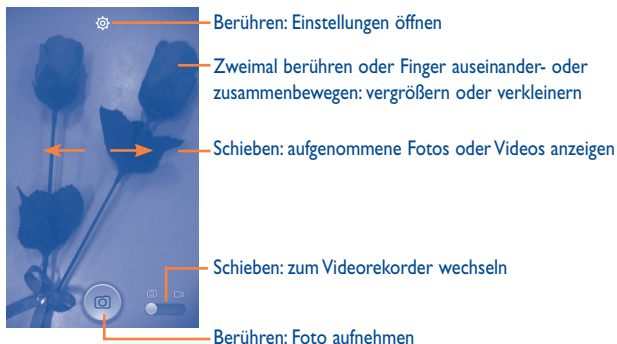 Berühren: Einstellungen öffnen
Zweimal berühren oder Finger auseinander- oder
zusammenbewegen: vergrößern oder verkleinern
Schieben: aufgenommene Fotos oder Videos anzeigen
Schieben: zum Videorekorder wechseln
Berühren: Foto aufnehmen